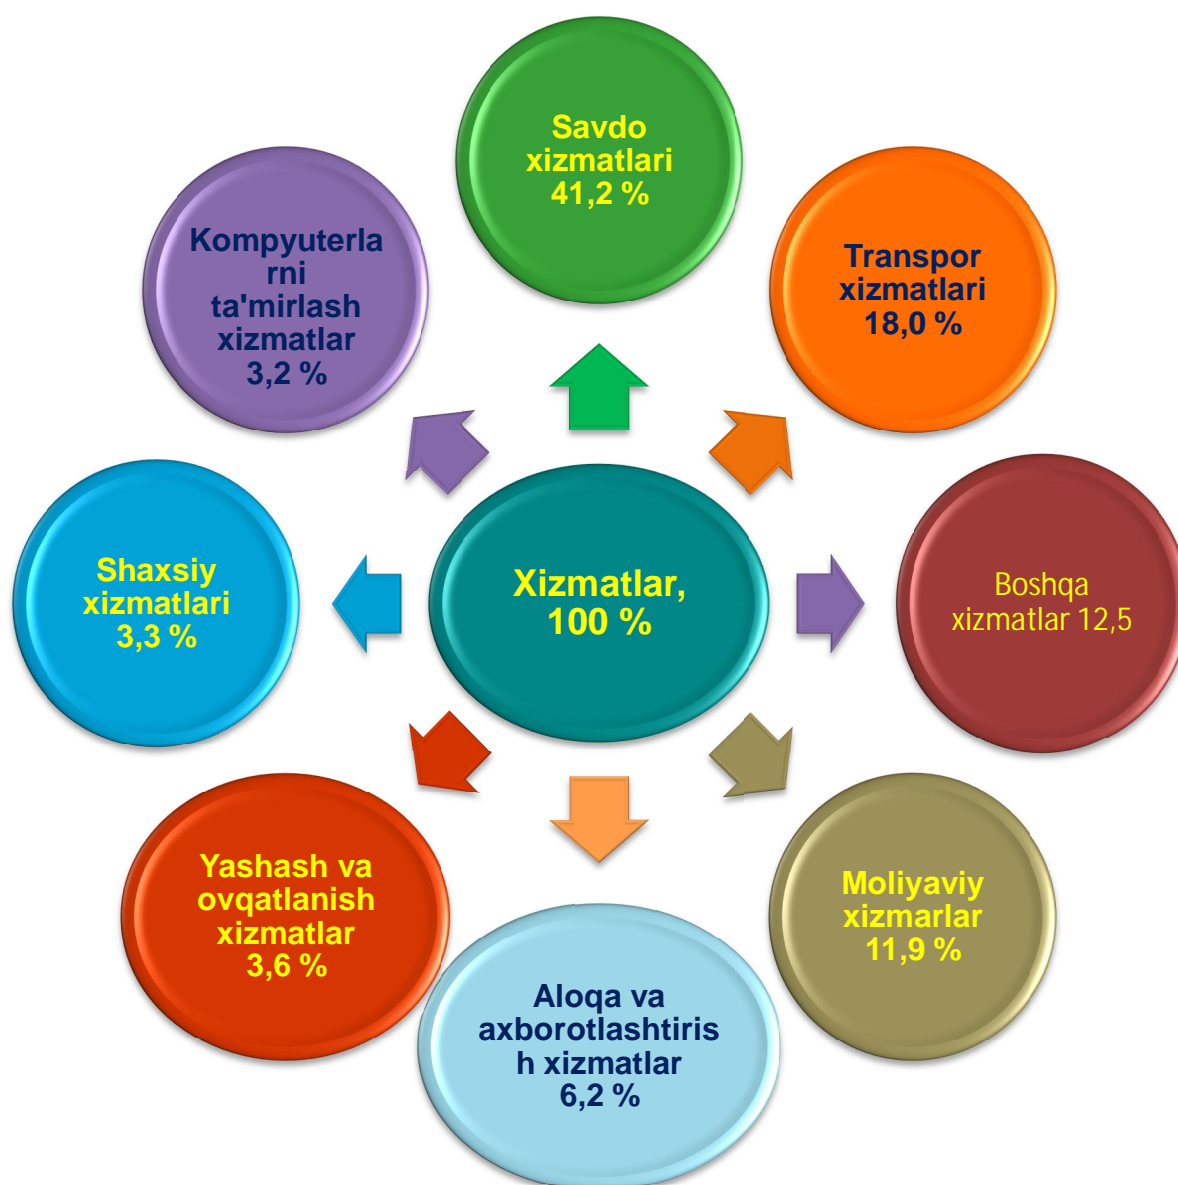 Savdo
xizmatlari
41,2 %
Transpor
xizmatlari
18,0 %
Boshqa
xizmatlar 12,5
Moliyaviy
xizmarlar
11,9 %
Aloqa va
axborotlashtiris
h xizmatlar
6,2 %
Yashash va
ovqatlanish
xizmatlar
3,6 %
Shaxsiy
xizmatlari
3,3 %
Kompyuterla
rni
ta'mirlash
xizmatlar
3,2 %
Xizmatlar,
100 %